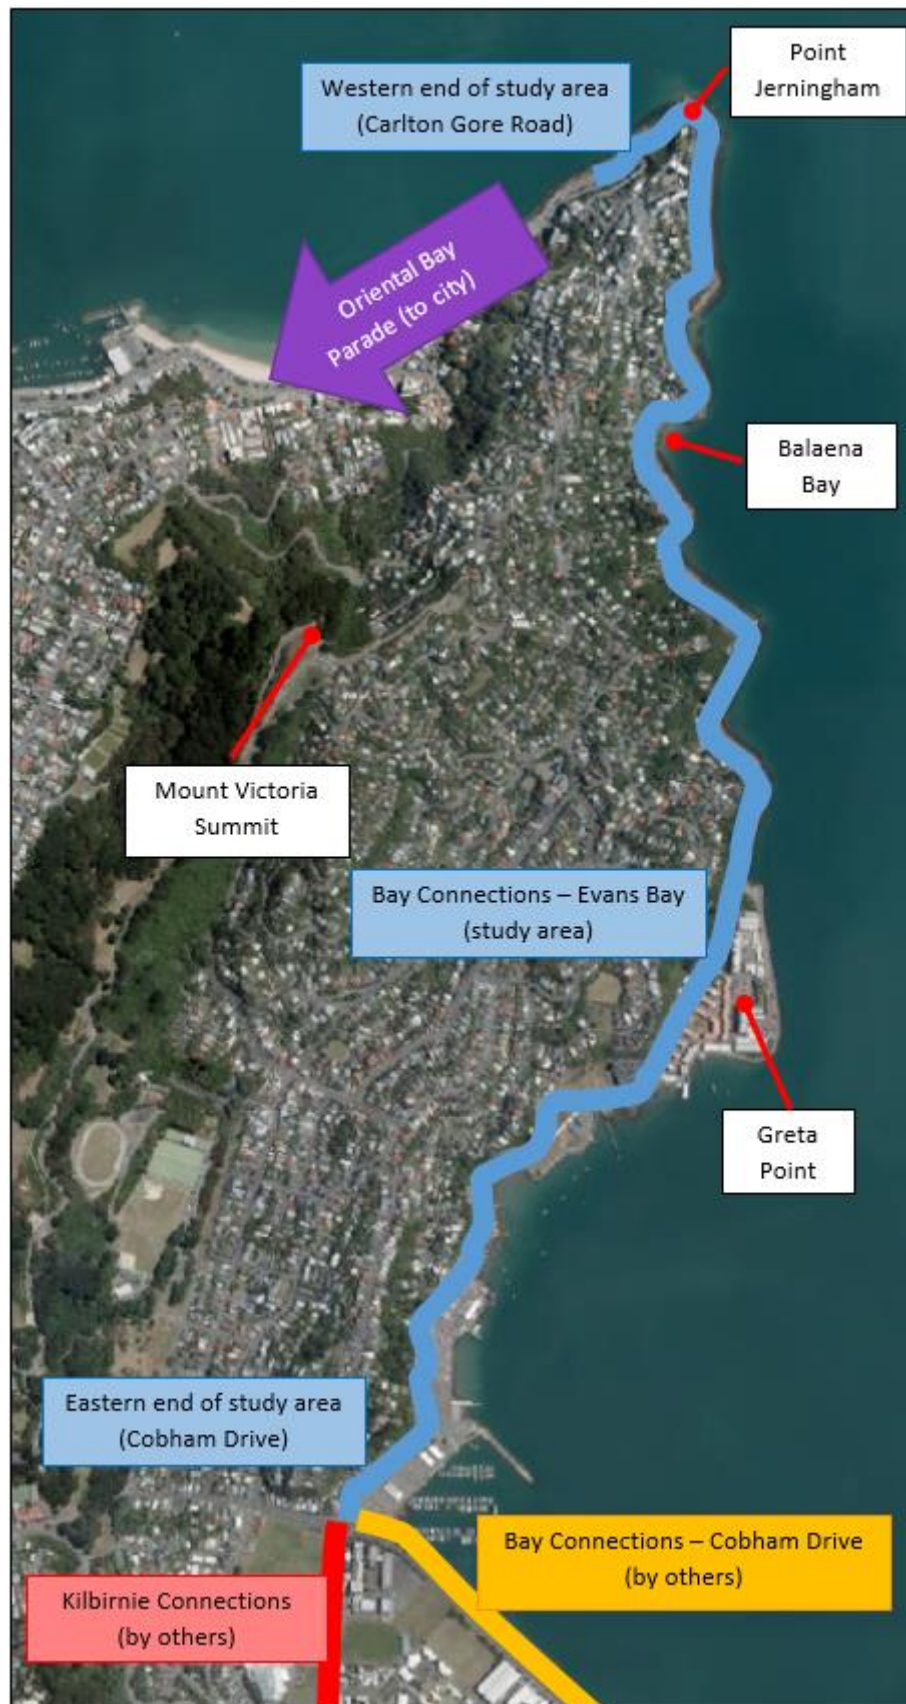 Point
Jerningham
Western end of study area
(Carlton Gore Road)
Oriental Bay
Parade (to city)
Balaena
Bay
Mount Victoria
Summit
Bay Connections – Evans Bay
(study area)
Greta
Point
Eastern end of study area
(Cobham Drive)
Bay Connections – Cobham Drive
(by others)
Kilbirnie Connections
(by others)